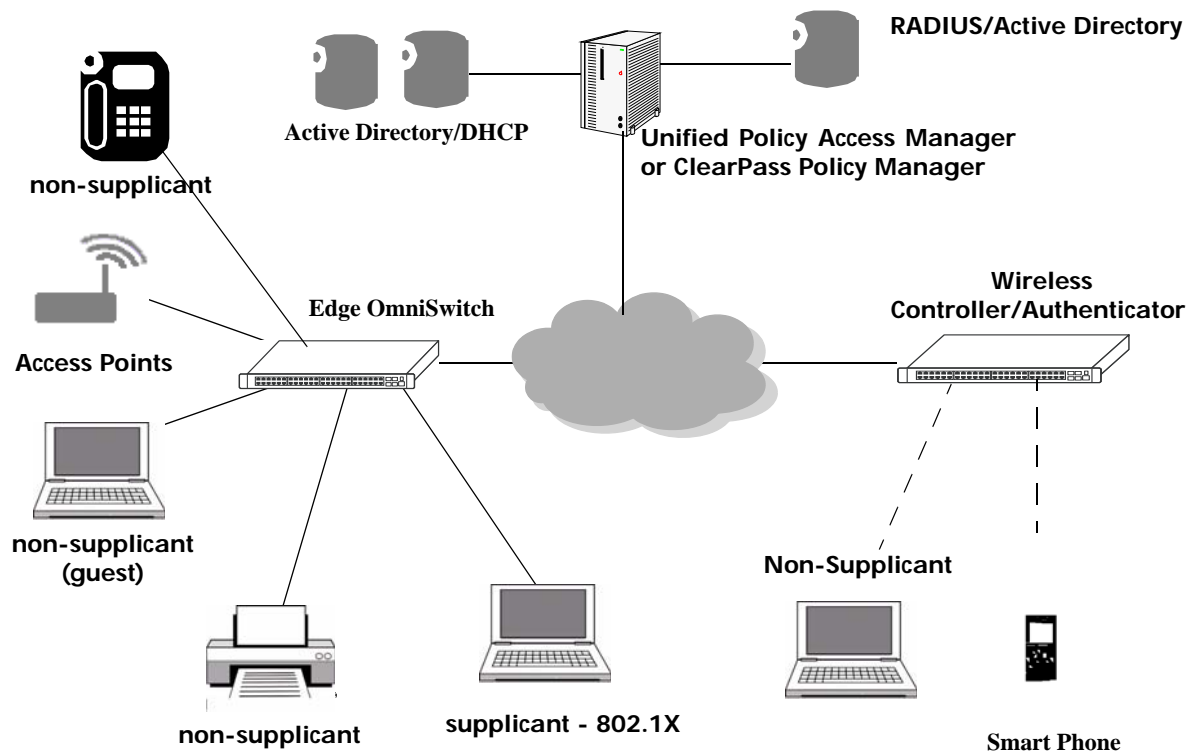 RADIUS/Active Directory
Active Directory/DHCP
Unified Policy Access Manager
or ClearPass Policy Manager
non-supplicant
Wireless
Controller/Authenticator
Edge OmniSwitch
Access Points
non-supplicant
(guest)
Non-Supplicant
non-supplicant
supplicant - 802.1X
Smart Phone